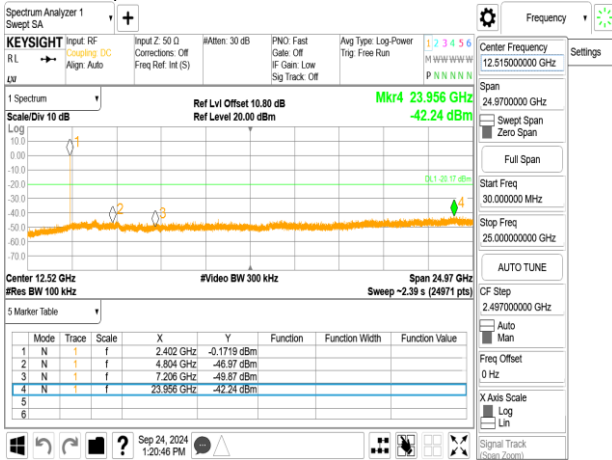 Spectrum Analyzer 1
Swept SA
Frequency
KEYSIGHT
RL
LXI
Input: RF
Coupling: DC
Align: Auto
Input Z: 50 Ω
Corrections: Off
Freq Ref: Int (S)
#Atten: 30 dB
PNO: Fast
Gate: Off
IF Gain: Low
Sig Track: Off
Avg Type: Log-Power
Trig: Free Run
1 2 3 4 5 6
M W W W W W
P N N N N N
Center Frequency
12.515000000 GHz
Settings
Span
24.9700000 GHz
Swept Span
Zero Span
Full Span
Start Freq
30.000000 MHz
Stop Freq
25.000000000 GHz
AUTO TUNE
CF Step
2.497000000 GHz
Auto
Man
Freq Offset
0 Hz
X Axis Scale
Log
Lin
Signal Track
(Span Zoom)
1 Spectrum
Scale/Div 10 dB
Ref Lvl Offset 10.80 dB
Ref Level 20.00 dBm
Mkr4 23.956 GHz
-42.24 dBm
Log
10.0
0.00
-10.0
-20.0
-30.0
-40.0
-50.0
-60.0
-70.0
1
2
3
4
DL1 -20.17 dBm
Center 12.52 GHz
#Video BW 300 kHz
Span 24.97 GHz
#Res BW 100 kHz
Sweep ~2.39 s (24971 pts)
5 Marker Table
Mode Trace Scale X Y Function Function Width Function Value
1 N 1 f 2.402 GHz -0.1719 dBm
2 N 1 f 4.804 GHz -46.97 dBm
3 N 1 f 7.206 GHz -49.87 dBm
4 N 1 f 23.956 GHz -42.24 dBm
5
6
?
Sep 24, 2024
1:20:46 PM